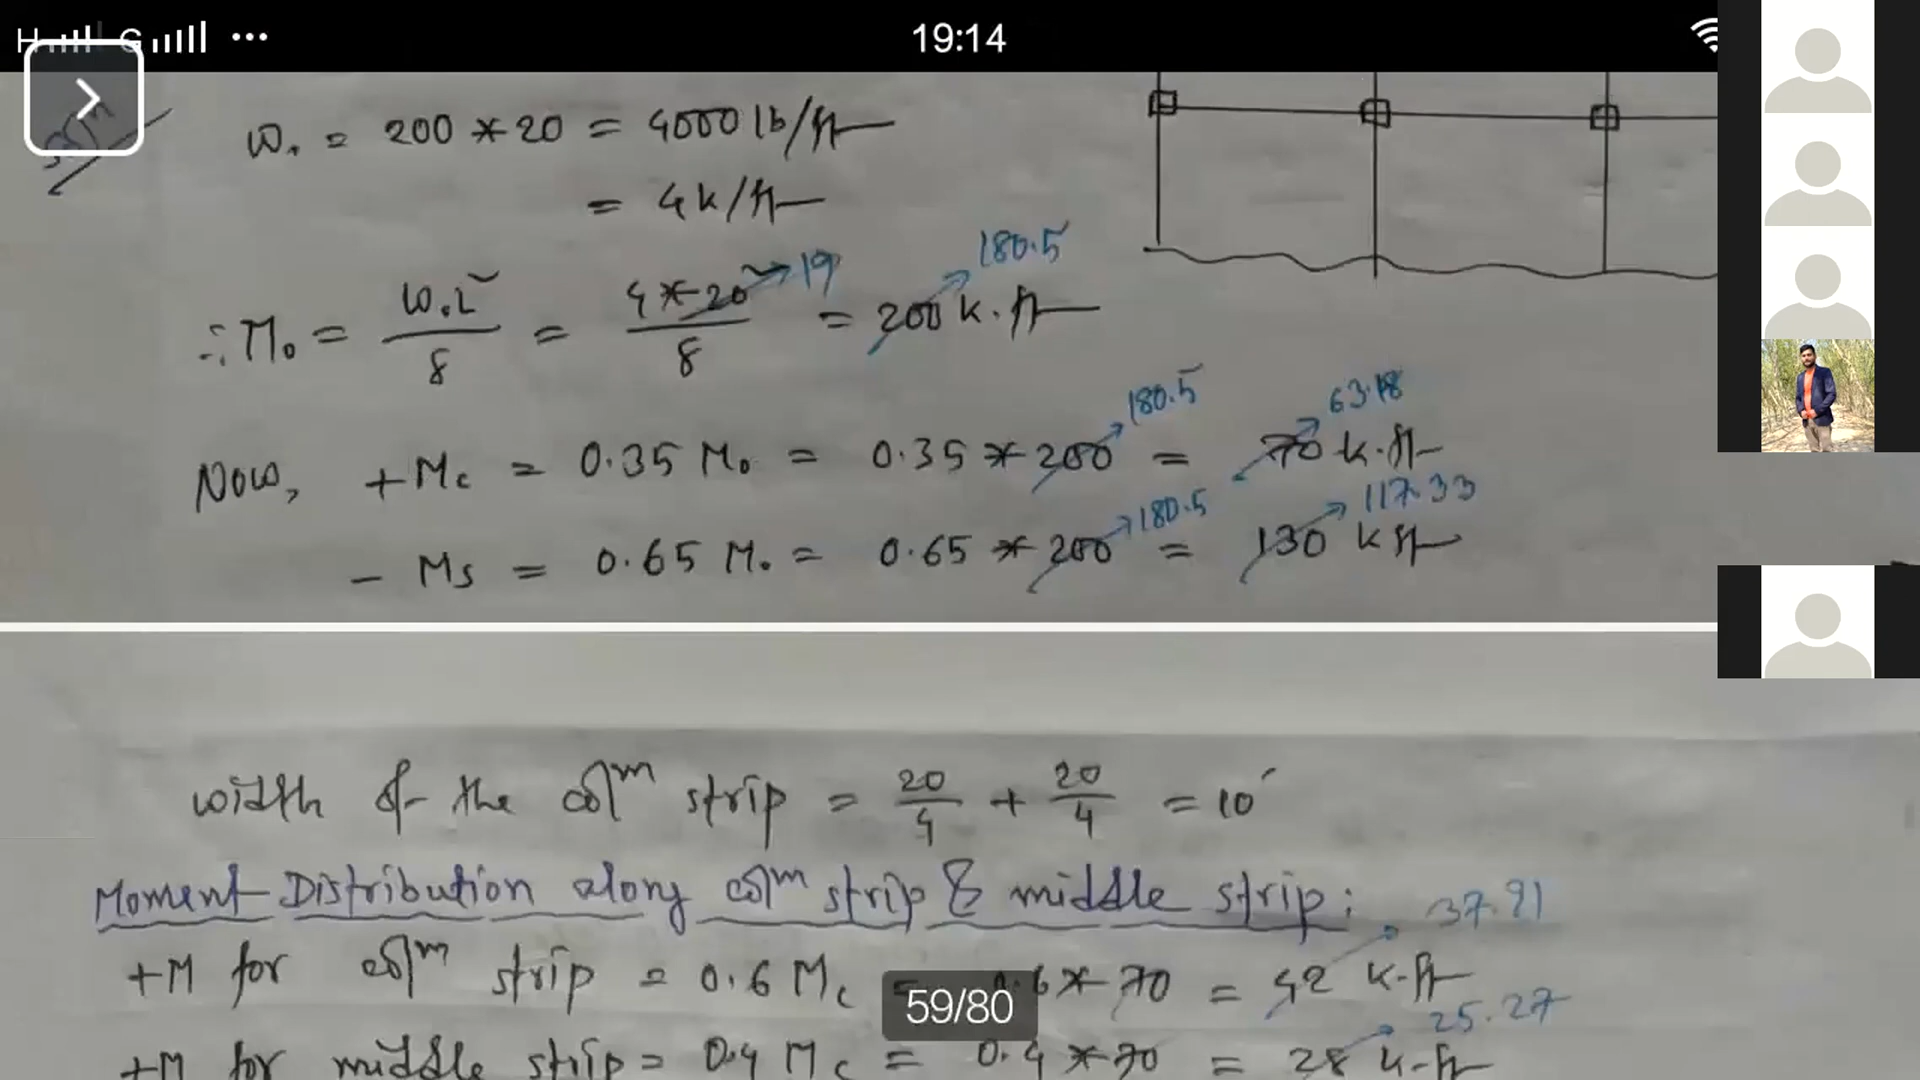 H G ... 19:14
ω₀ = 200 * 20 = 4000 lb/ft
= 4k/ft
180.5
19
∴ M₀ = ω₀L² / 8 = 4*20² / 8 = 200 k.ft
180.5 63.18
Now, +Mc = 0.35 M₀ = 0.35 * 200 = 70 k.ft
180.5 117.33
- Ms = 0.65 M₀ = 0.65 * 200 = 130 k ft
width of the colm strip = 20/4 + 20/4 = 10'
Moment Distribution along colm strip & middle strip:
37.91
+M for colm strip = 0.6 Mc = 0.6* 70 = 42 k-ft
59/80
25.27
+M for middle strip = 0.4 Mc = 0.4 * 70 = 28 k-ft